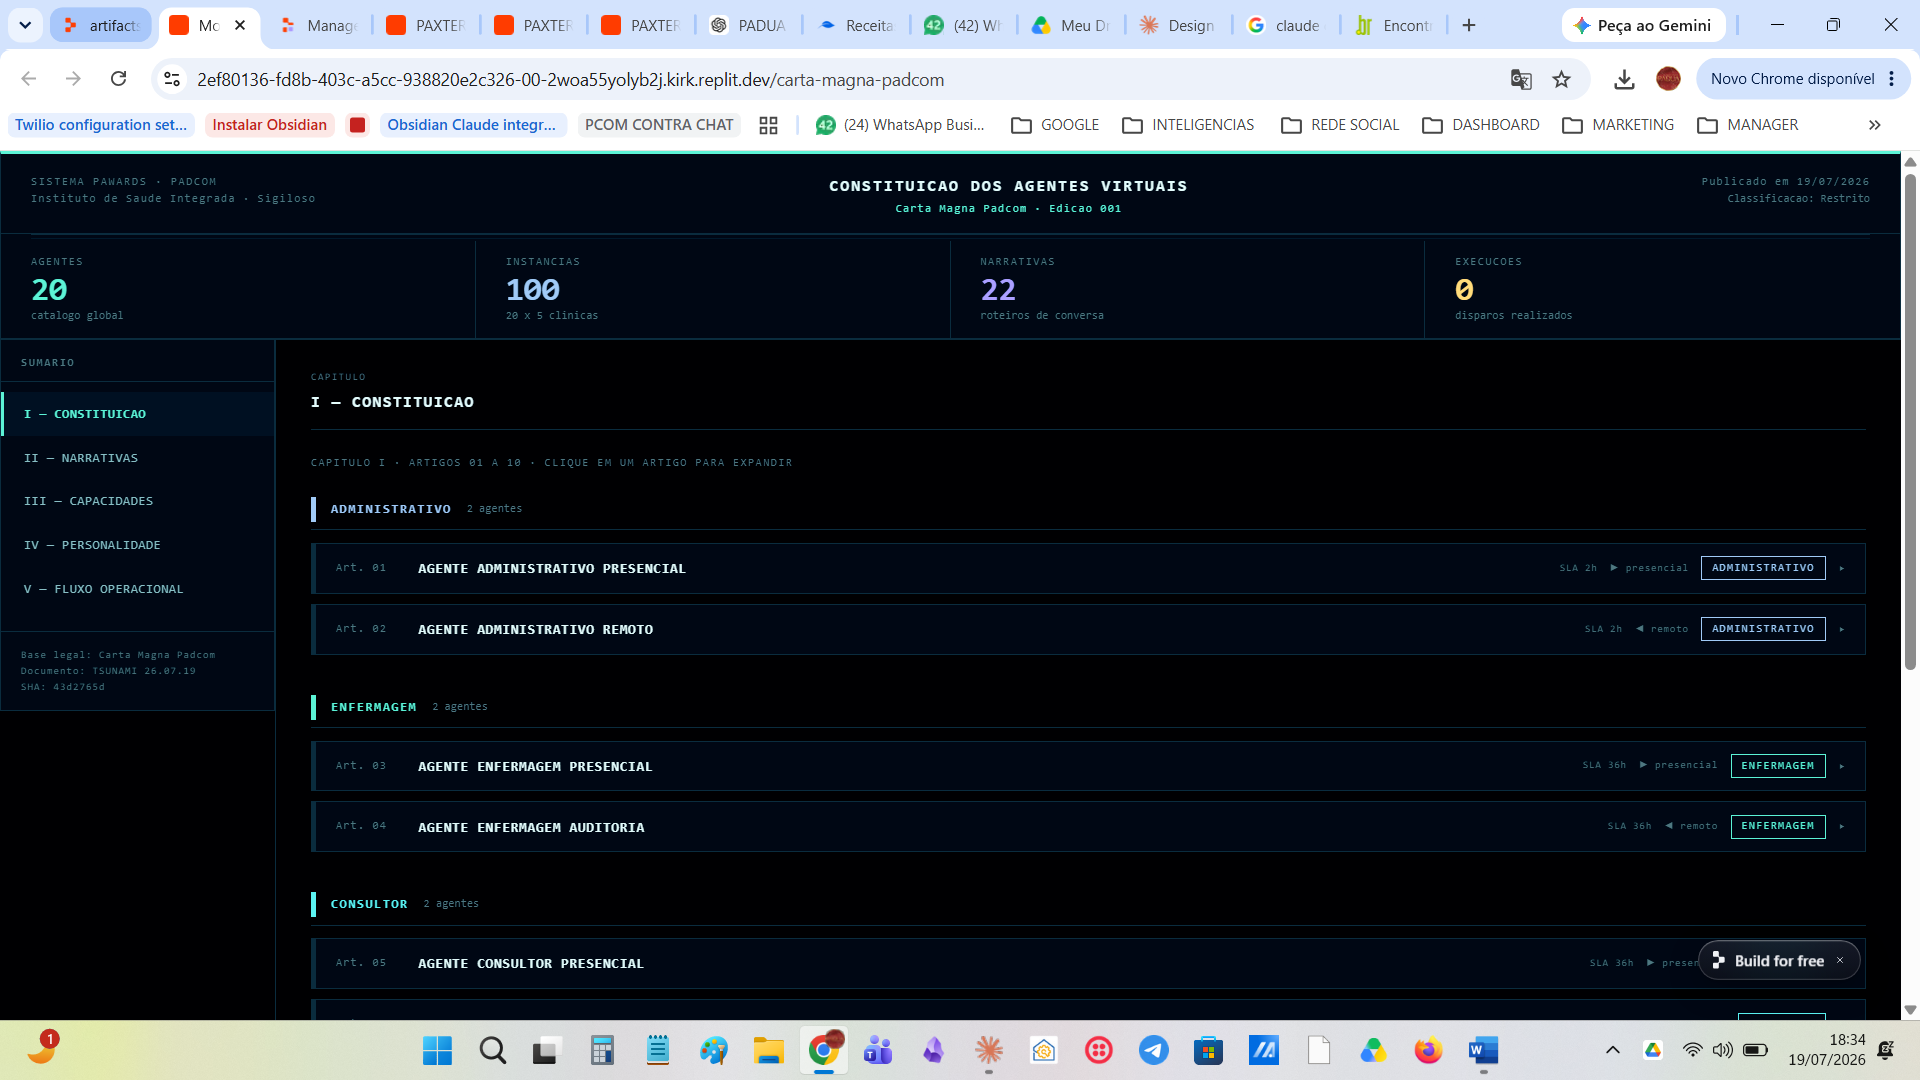 artifacts
Mo
Manage
PAXTER
PAXTER
PAXTER
PADUA
Receita
(42) Wh
Meu Dr
Design
claude
Encont
Peça ao Gemini
2ef80136-fd8b-403c-a5cc-938820e2c326-00-2woa55yolyb2j.kirk.replit.dev/carta-magna-padcom
Novo Chrome disponível
Twilio configuration set...
Instalar Obsidian
Obsidian Claude integr...
PCOM CONTRA CHAT
(24) WhatsApp Busi...
GOOGLE
INTELIGENCIAS
REDE SOCIAL
DASHBOARD
MARKETING
MANAGER
SISTEMA PAWARDS · PADCOM
Instituto de Saude Integrada · Sigiloso
CONSTITUICAO DOS AGENTES VIRTUAIS
Carta Magna Padcom · Edicao 001
Publicado em 19/07/2026
Classificacao: Restrito
AGENTES
20
catalogo global
INSTANCIAS
100
20 x 5 clinicas
NARRATIVAS
22
roteiros de conversa
EXECUCOES
0
disparos realizados
SUMARIO
I — CONSTITUICAO
II — NARRATIVAS
III — CAPACIDADES
IV — PERSONALIDADE
V — FLUXO OPERACIONAL
Base legal: Carta Magna Padcom
Documento: TSUNAMI 26.07.19
SHA: 43d2765d
CAPITULO
I — CONSTITUICAO
CAPITULO I · ARTIGOS 01 A 10 · CLIQUE EM UM ARTIGO PARA EXPANDIR
ADMINISTRATIVO 2 agentes
Art. 01 AGENTE ADMINISTRATIVO PRESENCIAL SLA 2h ► presencial ADMINISTRATIVO ▸
Art. 02 AGENTE ADMINISTRATIVO REMOTO SLA 2h ◄ remoto ADMINISTRATIVO ▸
ENFERMAGEM 2 agentes
Art. 03 AGENTE ENFERMAGEM PRESENCIAL SLA 36h ► presencial ENFERMAGEM ▸
Art. 04 AGENTE ENFERMAGEM AUDITORIA SLA 36h ◄ remoto ENFERMAGEM ▸
CONSULTOR 2 agentes
Art. 05 AGENTE CONSULTOR PRESENCIAL SLA 36h ► presen
Build for free ×
1
18:34
19/07/2026